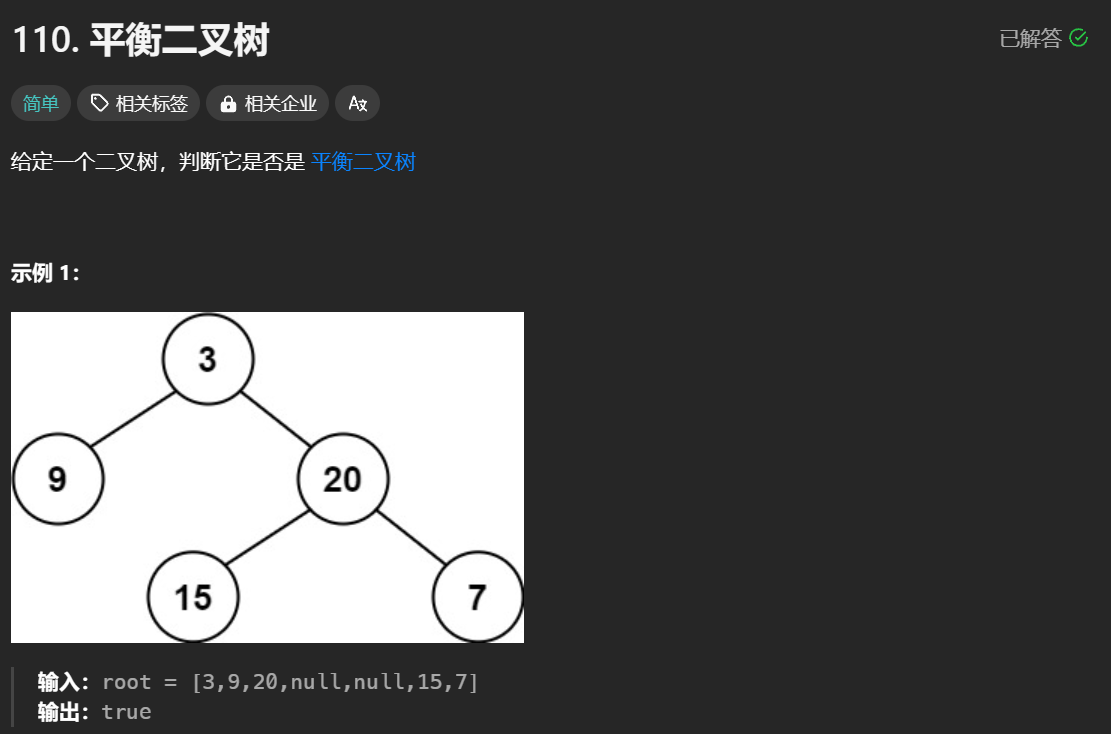 110. 平衡二叉树
已解答
简单 相关标签 相关企业 A文
给定一个二叉树，判断它是否是 平衡二叉树
示例 1：
3
9 20
15 7
输入：root = [3,9,20,null,null,15,7]
输出：true